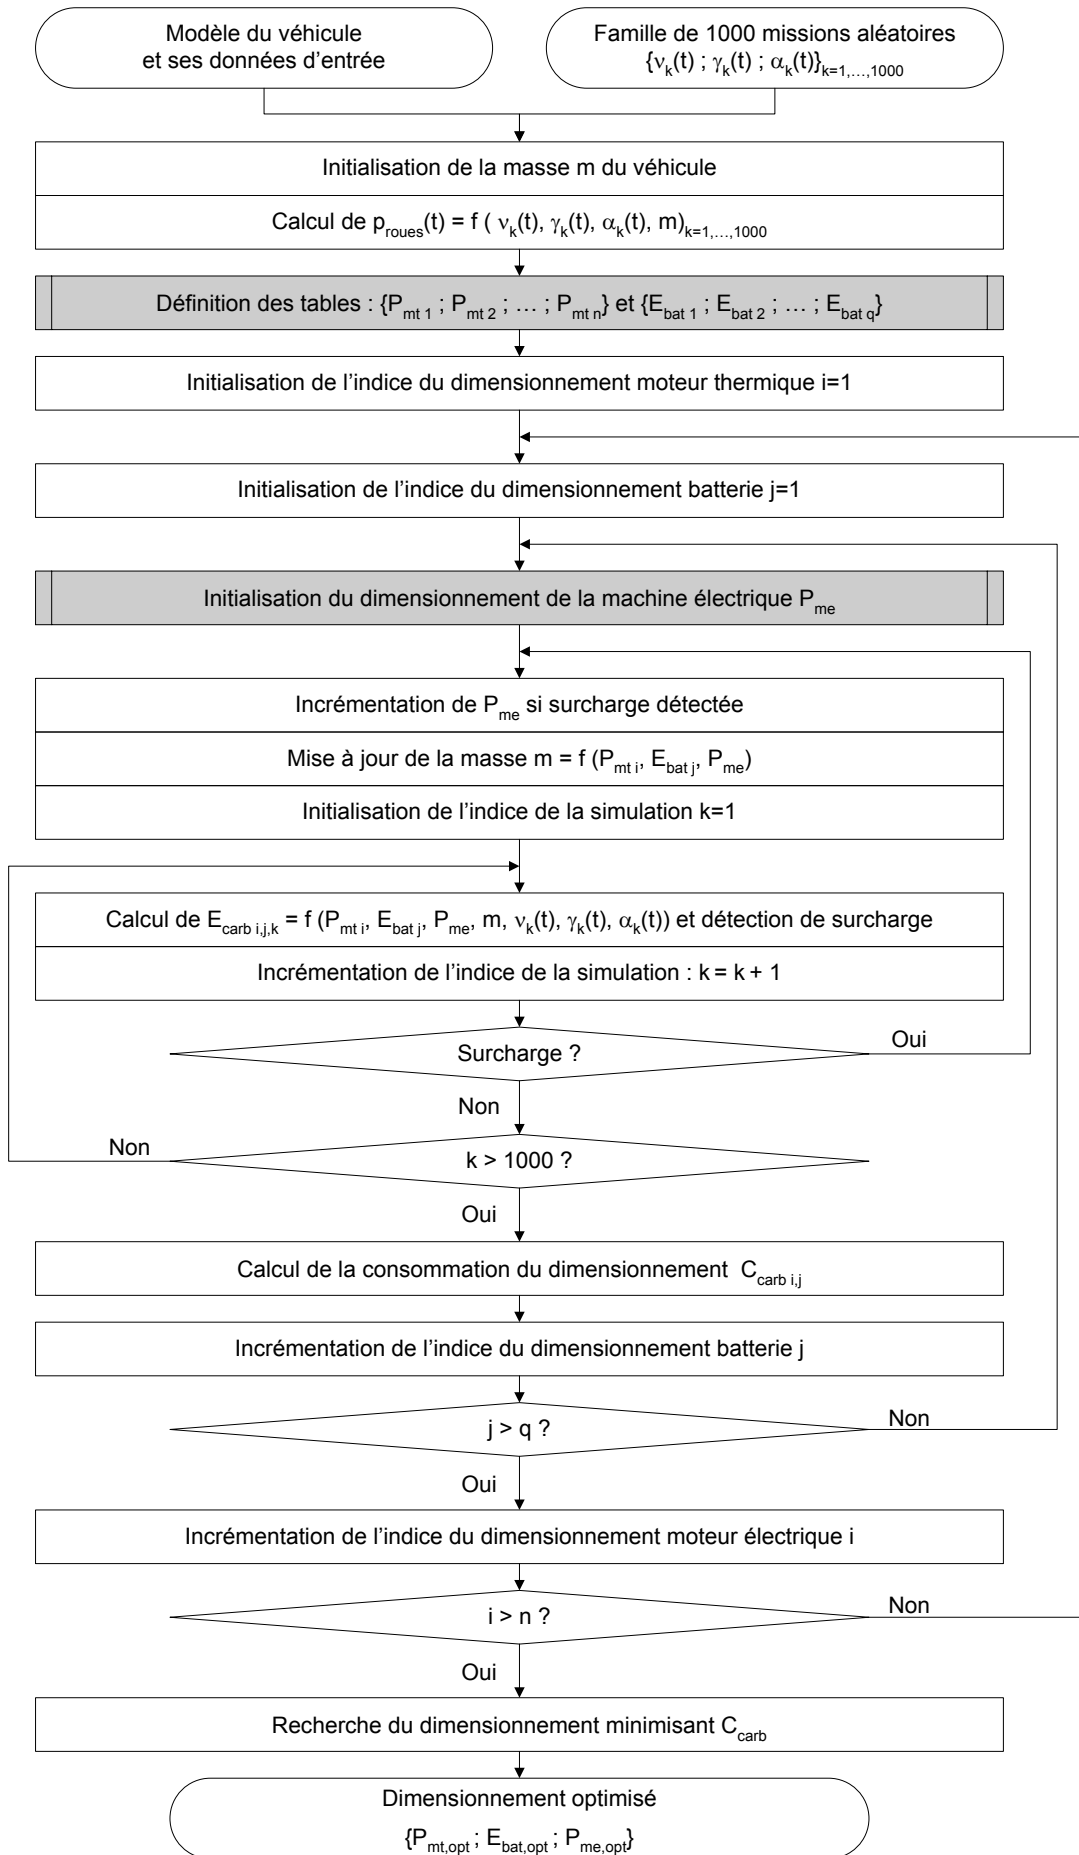 Modèle du véhicule
et ses données d'entrée
Famille de 1000 missions aléatoires
{νk(t) ; γk(t) ; αk(t)}k=1,…,1000
Initialisation de la masse m du véhicule
Calcul de proues(t) = f ( νk(t), γk(t), αk(t), m)k=1,…,1000
Définition des tables : {Pmt 1 ; Pmt 2 ; … ; Pmt n} et {Ebat 1 ; Ebat 2 ; … ; Ebat q}
Initialisation de l'indice du dimensionnement moteur thermique i=1
Initialisation de l'indice du dimensionnement batterie j=1
Initialisation du dimensionnement de la machine électrique Pme
Incrémentation de Pme si surcharge détectée
Mise à jour de la masse m = f (Pmt i, Ebat j, Pme)
Initialisation de l'indice de la simulation k=1
Calcul de Ecarb i,j,k = f (Pmt i, Ebat j, Pme, m, νk(t), γk(t), αk(t)) et détection de surcharge
Incrémentation de l'indice de la simulation : k = k + 1
Surcharge ?
Oui
Non
Non
k > 1000 ?
Oui
Calcul de la consommation du dimensionnement Ccarb i,j
Incrémentation de l'indice du dimensionnement batterie j
j > q ?
Non
Oui
Incrémentation de l'indice du dimensionnement moteur électrique i
i > n ?
Non
Oui
Recherche du dimensionnement minimisant Ccarb
Dimensionnement optimisé
{Pmt,opt ; Ebat,opt ; Pme,opt}